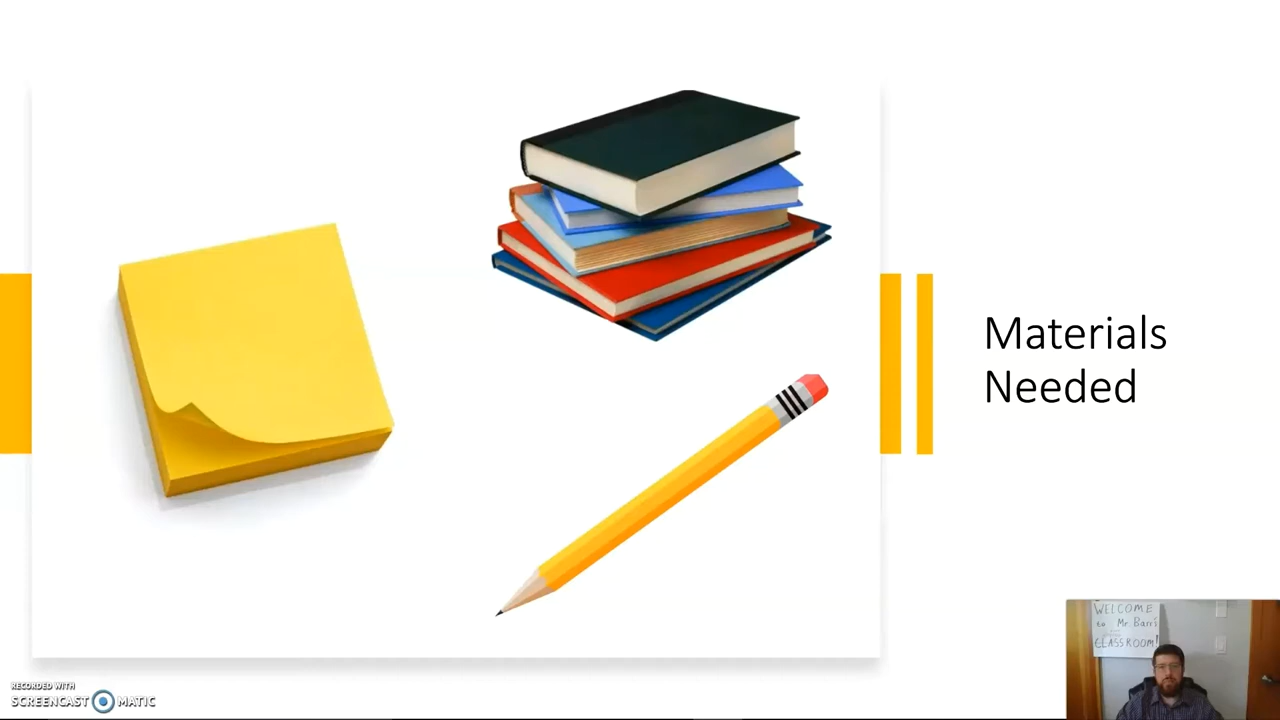 Materials
Needed
WELCOME
to Mr. Barr's
CLASSROOM!
RECORDED WITH
SCREENCAST MATIC